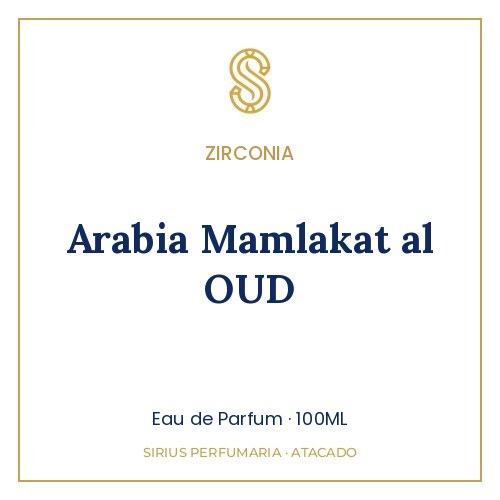 ZIRCONIA
Arabia Mamlakat al
OUD
Eau de Parfum · 100ML
SIRIUS PERFUMARIA · ATACADO